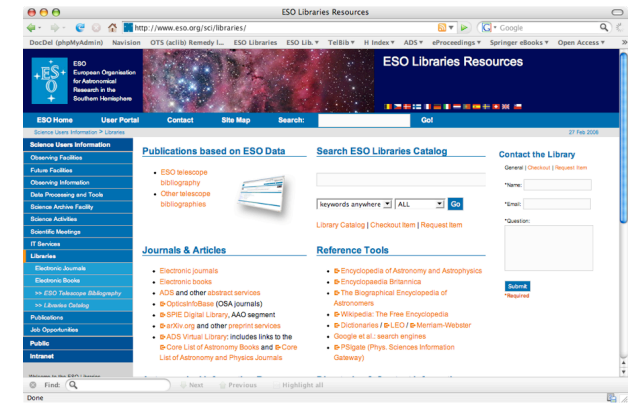 ESO Libraries Resources
http://www.eso.org/sci/libraries/
Google
DocDel (phpMyAdmin) Navision OTS (aclib) Remedy l... ESO Libraries ESO Lib. TelBib H Index ADS eProceedings Springer eBooks Open Access
ESO
European Organisation
for Astronomical
Research in the
Southern Hemisphere
ESO Libraries Resources
ESO Home User Portal Contact Site Map Search: Go!
Science Users Information > Libraries 27 Feb 2008
Science Users Information
Observing Facilities
Future Facilities
Observing Information
Data Processing and Tools
Science Archive Facility
Science Activities
Scientific Meetings
IT Services
Libraries
Electronic Journals
Electronic Books
>> ESO Telescope Bibliography
>> Libraries Catalog
Publications
Job Opportunities
Public
Intranet
Welcome to the ESO Libraries
Publications based on ESO Data
• ESO telescope
bibliography
• Other telescope
bibliographies
Search ESO Libraries Catalog
keywords anywhere ALL Go
Library Catalog | Checkout Item | Request Item
Journals & Articles
• Electronic journals
• Electronic books
• ADS and other abstract services
• OpticsInfoBase (OSA journals)
• SPIE Digital Library, AAO segment
• arXiv.org and other preprint services
• ADS Virtual Library: includes links to the
Core List of Astronomy Books and Core
List of Astronomy and Physics Journals
Reference Tools
• Encyclopedia of Astronomy and Astrophysics
• Encyclopaedia Britannica
• The Biographical Encyclopedia of
Astronomers
• Wikipedia: The Free Encyclopedia
• Dictionaries / LEO / Merriam-Webster
• Google et al.: search engines
• PSIgate (Phys. Sciences Information
Gateway)
Contact the Library
General | Checkout | Request Item
*Name:
*Email:
*Question:
Submit
*Required
Find: Next Previous Highlight all
Done